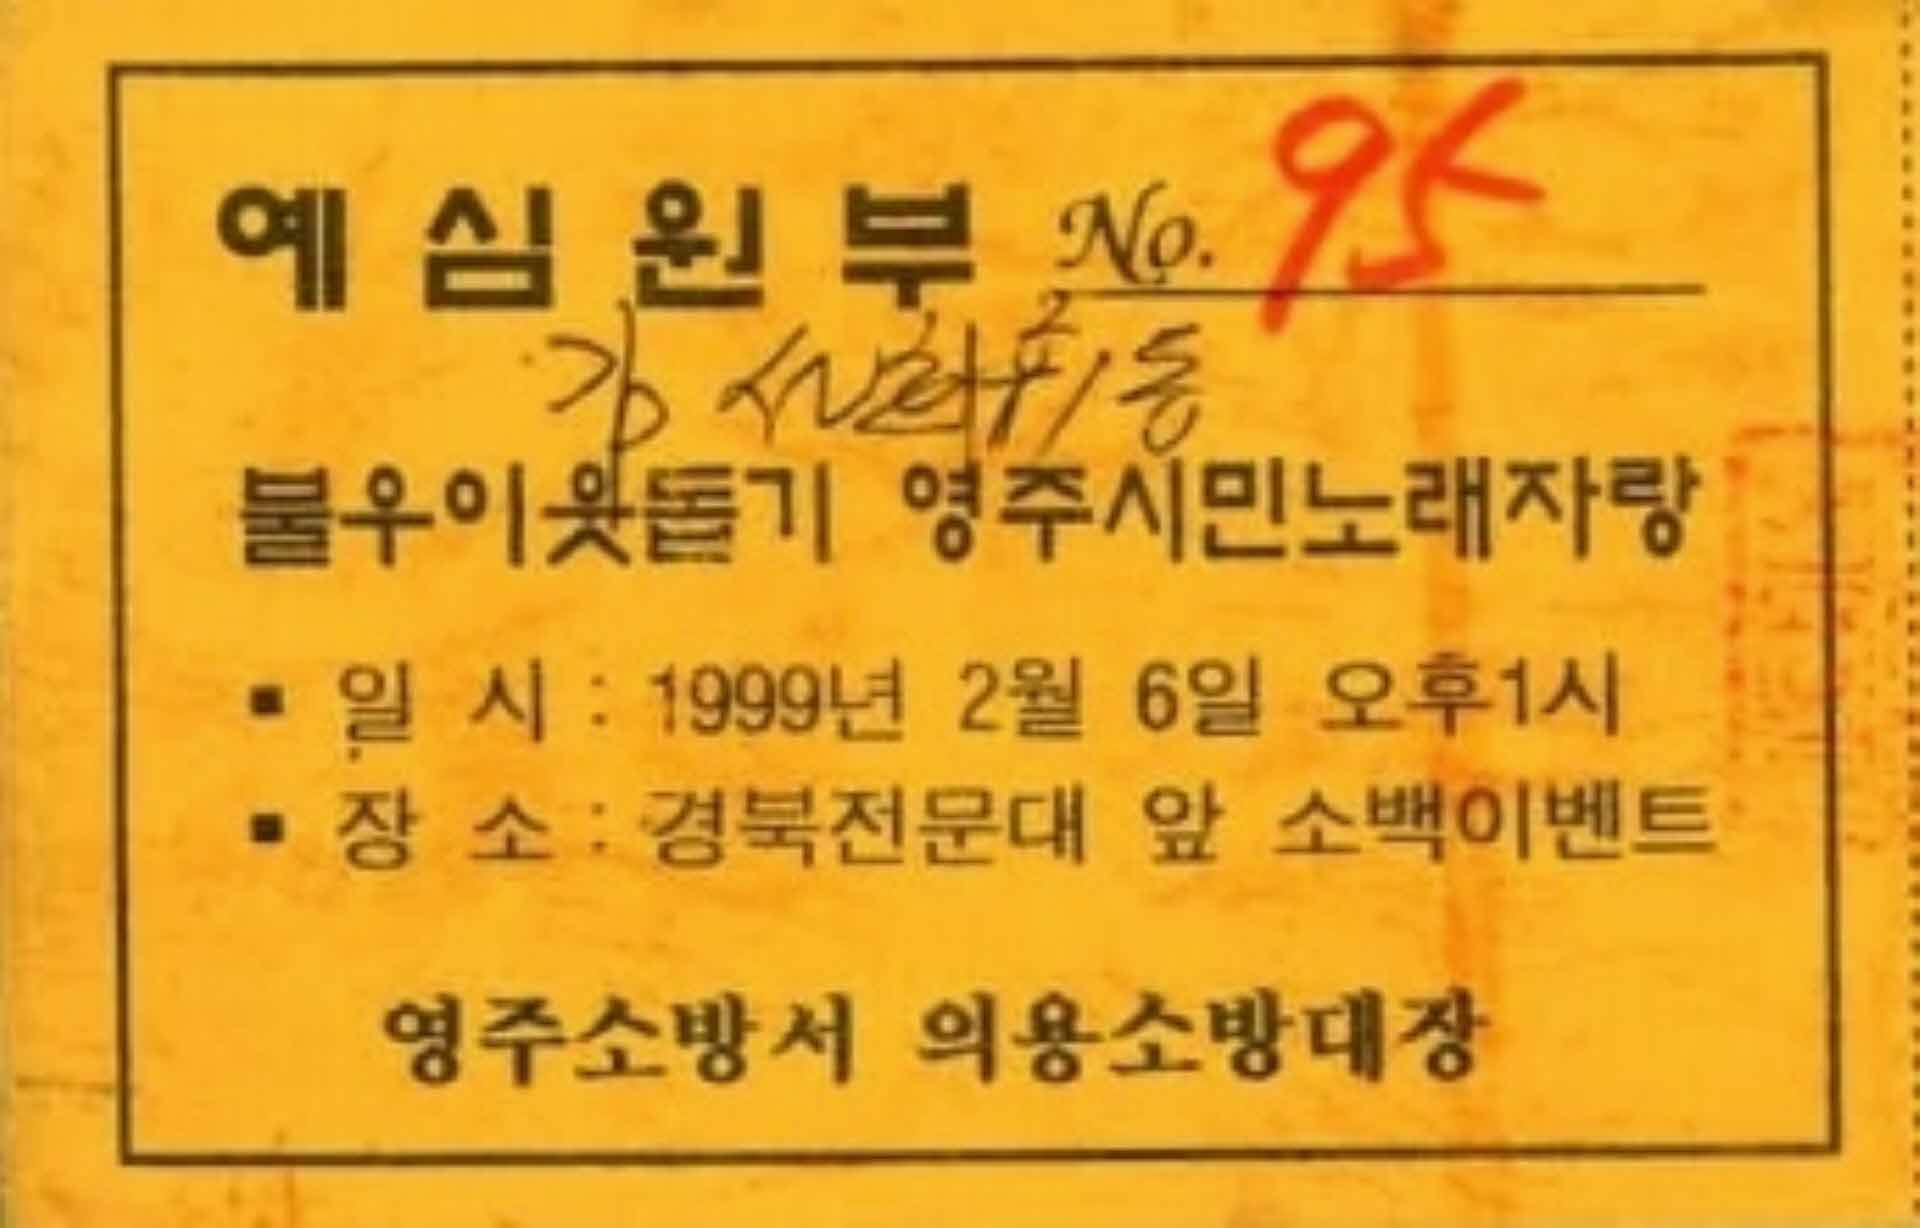 예심원부 No. 95
불우이웃돕기 영주시민노래자랑
▪ 일 시 : 1999년 2월 6일 오후1시
▪ 장 소 : 경북전문대 앞 소백이벤트
영주소방서 의용소방대장